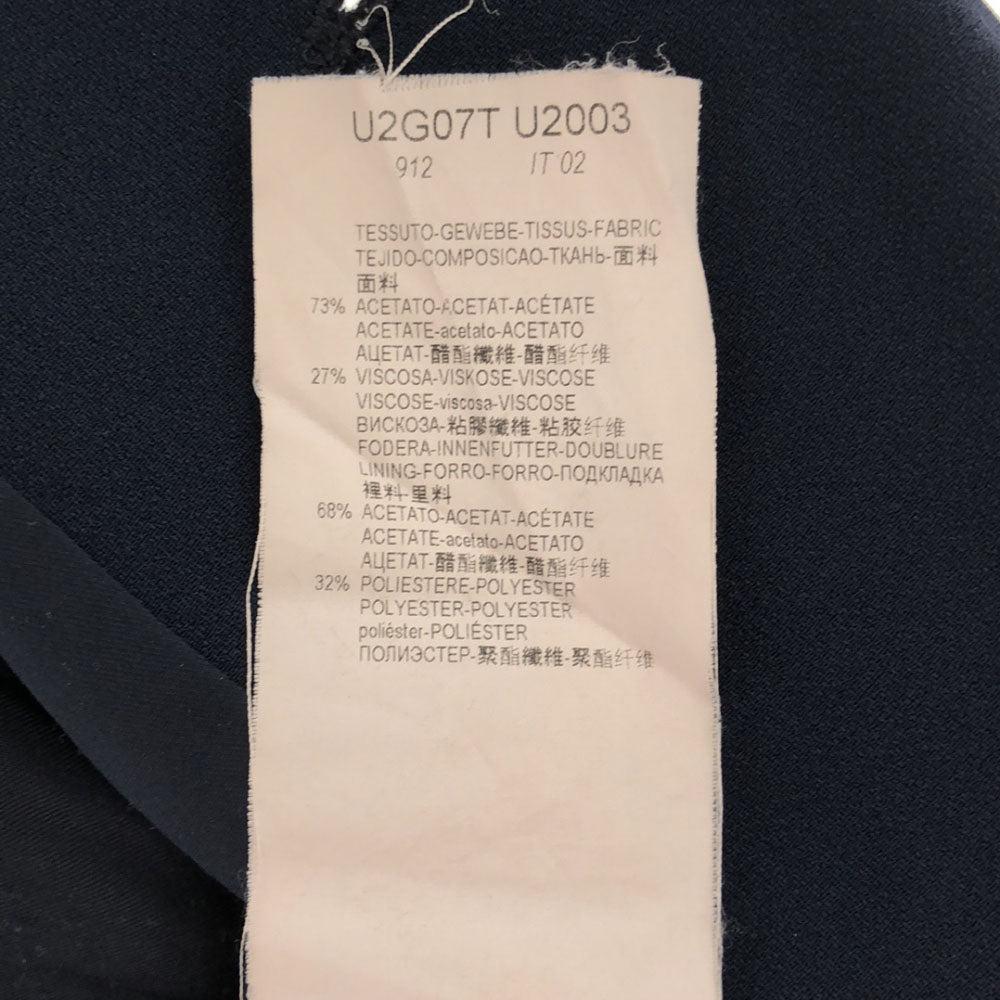 U2G07T U2003
912 IT 02
TESSUTO-GEWEBE-TISSUS-FABRIC
TEJIDO-COMPOSICAO-ТКАНЬ-面料
面料
73% ACETATO-ACETAT-ACÉTATE
ACETATE-acetato-ACETATO
АЦЕТАТ-醋酯纖維-醋酯纤维
27% VISCOSA-VISKOSE-VISCOSE
VISCOSE-viscosa-VISCOSE
ВИСКОЗА-粘膠纖維-粘胶纤维
FODERA-INNENFUTTER-DOUBLURE
LINING-FORRO-FORRO-ПОДКЛАДКА
裡料-里料
68% ACETATO-ACETAT-ACÉTATE
ACETATE-acetato-ACETATO
АЦЕТАТ-醋酯纖維-醋酯纤维
32% POLIESTERE-POLYESTER
POLYESTER-POLYESTER
poliéster-POLIÉSTER
ПОЛИЭСТЕР-聚酯纖維-聚酯纤维